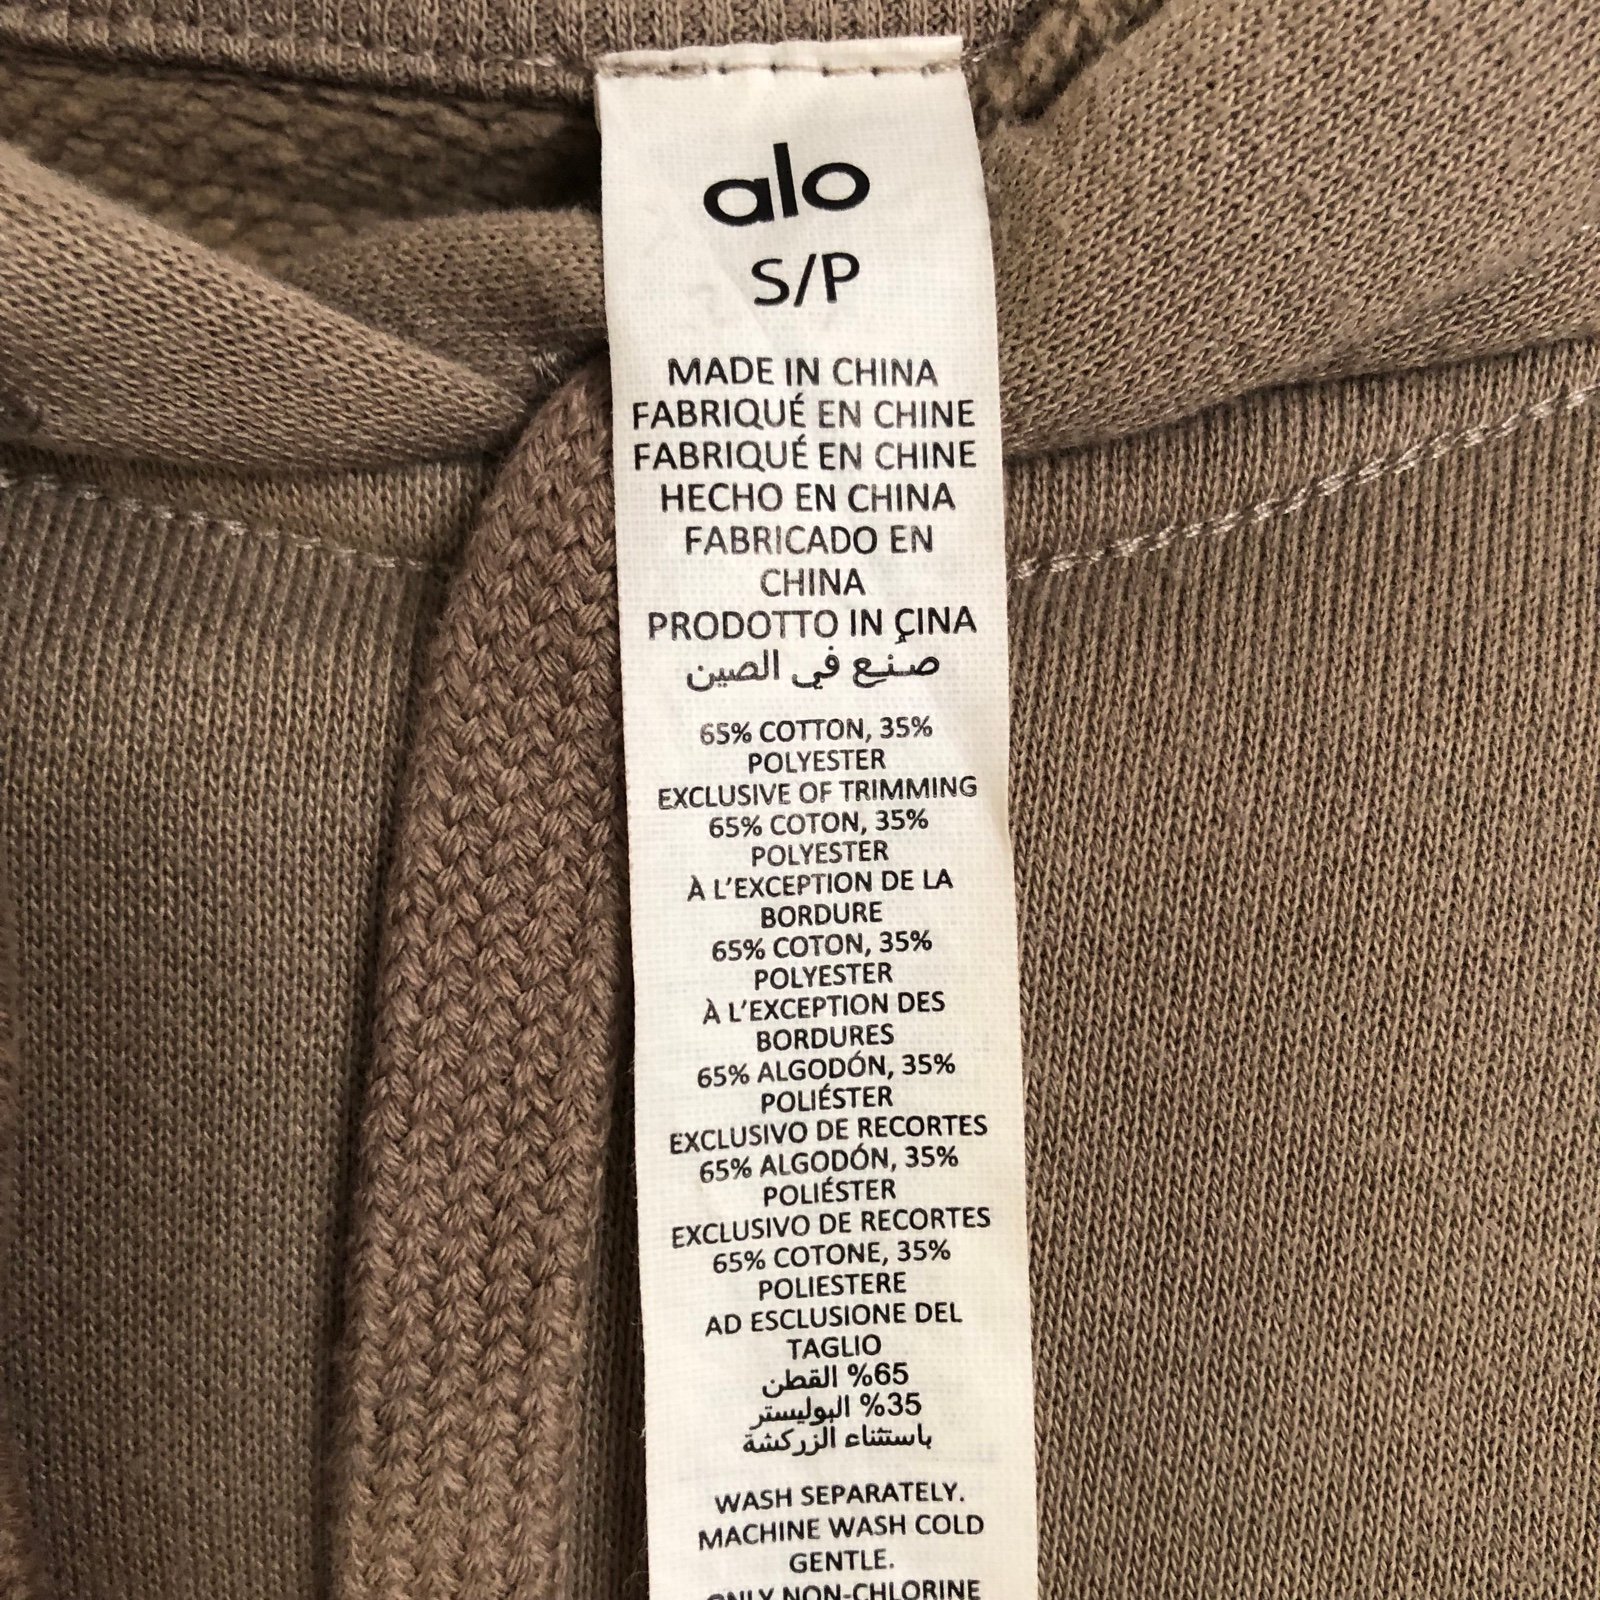 alo
S/P
MADE IN CHINA
FABRIQUÉ EN CHINE
FABRIQUÉ EN CHINE
HECHO EN CHINA
FABRICADO EN
CHINA
PRODOTTO IN ÇINA
صنع في الصين
65% COTTON, 35%
POLYESTER
EXCLUSIVE OF TRIMMING
65% COTON, 35%
POLYESTER
À L'EXCEPTION DE LA
BORDURE
65% COTON, 35%
POLYESTER
À L'EXCEPTION DES
BORDURES
65% ALGODÓN, 35%
POLIÉSTER
EXCLUSIVO DE RECORTES
65% ALGODÓN, 35%
POLIÉSTER
EXCLUSIVO DE RECORTES
65% COTONE, 35%
POLIESTERE
AD ESCLUSIONE DEL
TAGLIO
65% القطن
35% البوليستر
باستثناء الزركشة
WASH SEPARATELY.
MACHINE WASH COLD
GENTLE.
ONLY NON-CHLORINE